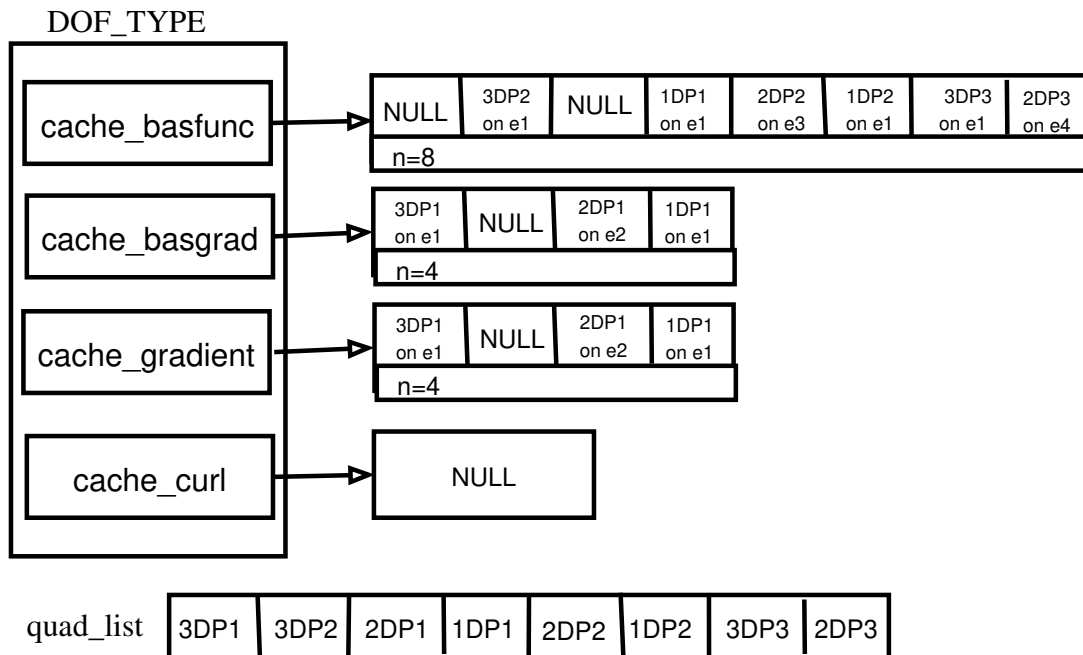 DOF_TYPE
cache_basfunc
NULL 3DP2 on e1 NULL 1DP1 on e1 2DP2 on e3 1DP2 on e1 3DP3 on e1 2DP3 on e4
n=8
cache_basgrad
3DP1 on e1 NULL 2DP1 on e2 1DP1 on e1
n=4
cache_gradient
3DP1 on e1 NULL 2DP1 on e2 1DP1 on e1
n=4
cache_curl
NULL
quad_list 3DP1 3DP2 2DP1 1DP1 2DP2 1DP2 3DP3 2DP3